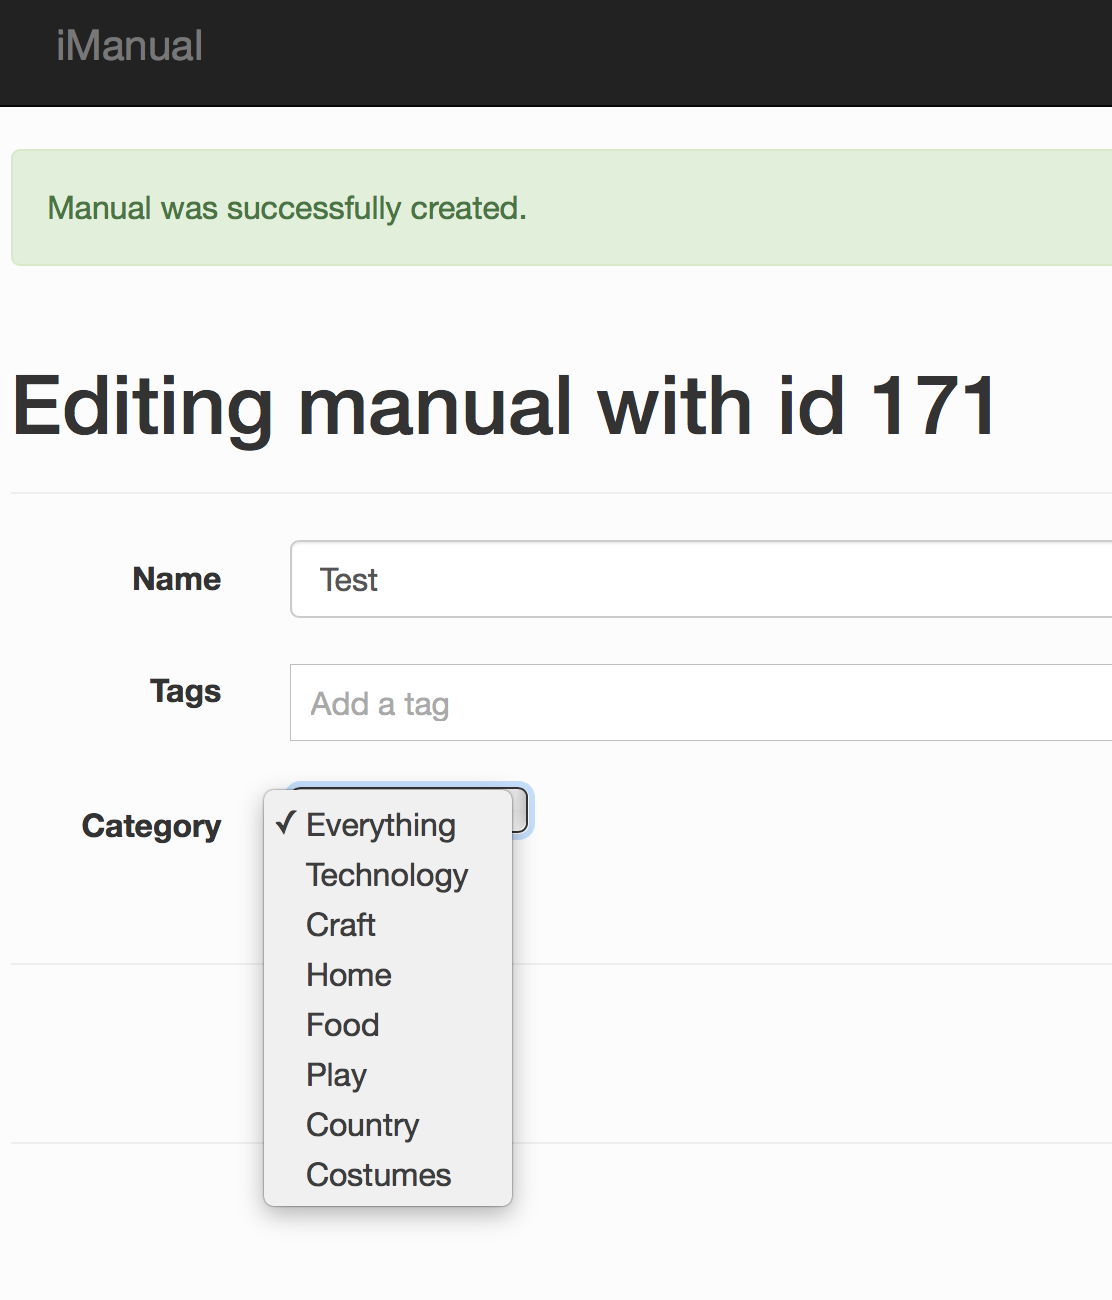 iManual
Manual was successfully created.
Editing manual with id 171
Name
Test
Tags
Add a tag
Category
✓ Everything
Technology
Craft
Home
Food
Play
Country
Costumes